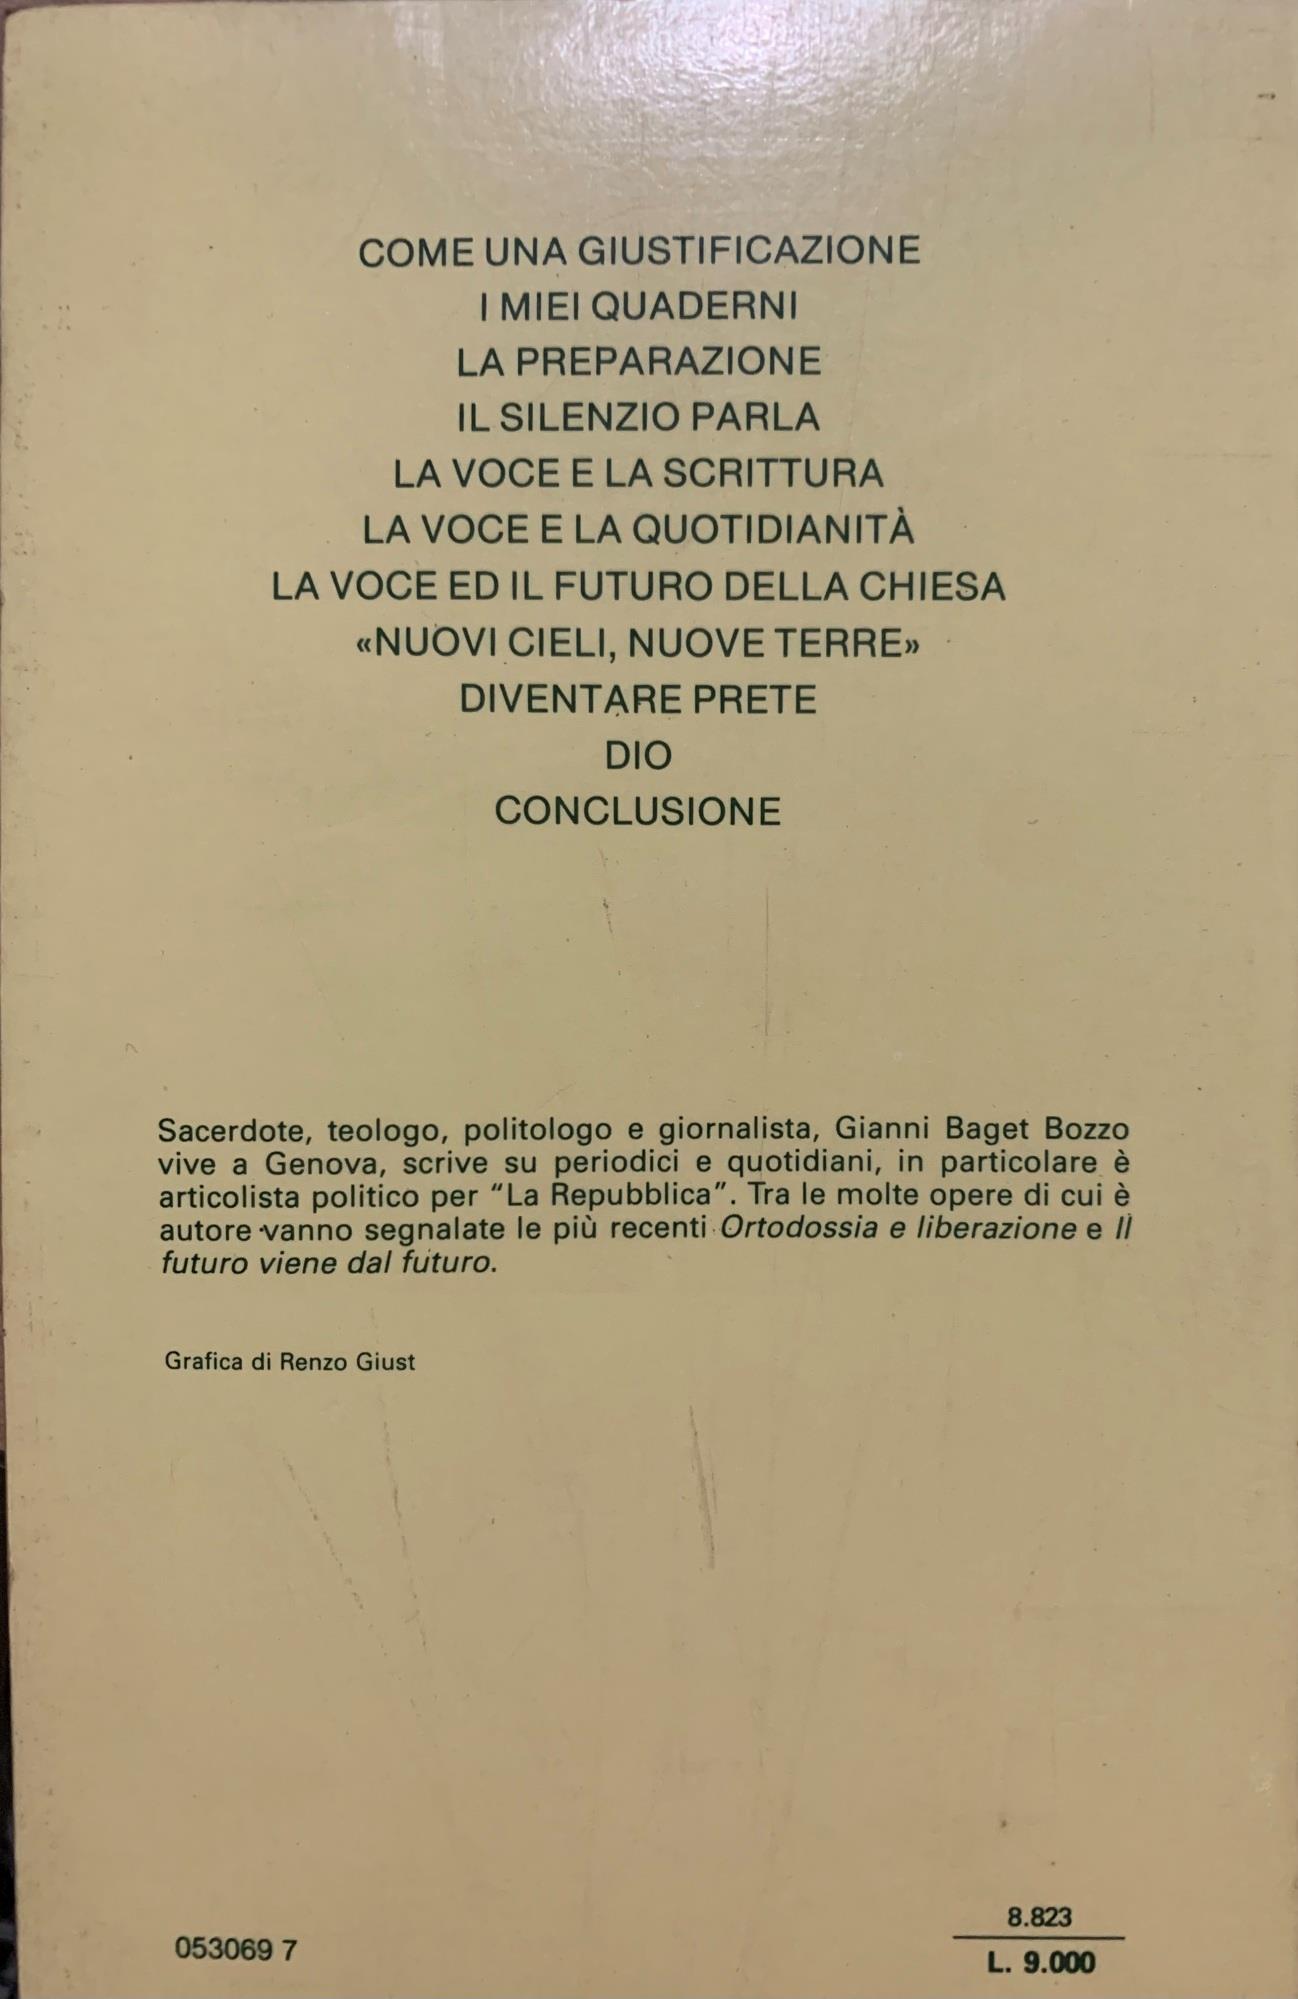 COME UNA GIUSTIFICAZIONE
I MIEI QUADERNI
LA PREPARAZIONE
IL SILENZIO PARLA
LA VOCE E LA SCRITTURA
LA VOCE E LA QUOTIDIANITÀ
LA VOCE ED IL FUTURO DELLA CHIESA
«NUOVI CIELI, NUOVE TERRE»
DIVENTARE PRETE
DIO
CONCLUSIONE
Sacerdote, teologo, politologo e giornalista, Gianni Baget Bozzo
vive a Genova, scrive su periodici e quotidiani, in particolare è
articolista politico per “La Repubblica”. Tra le molte opere di cui è
autore vanno segnalate le più recenti Ortodossia e liberazione e Il
futuro viene dal futuro.
Grafica di Renzo Giust
053069 7
8.823
L. 9.000